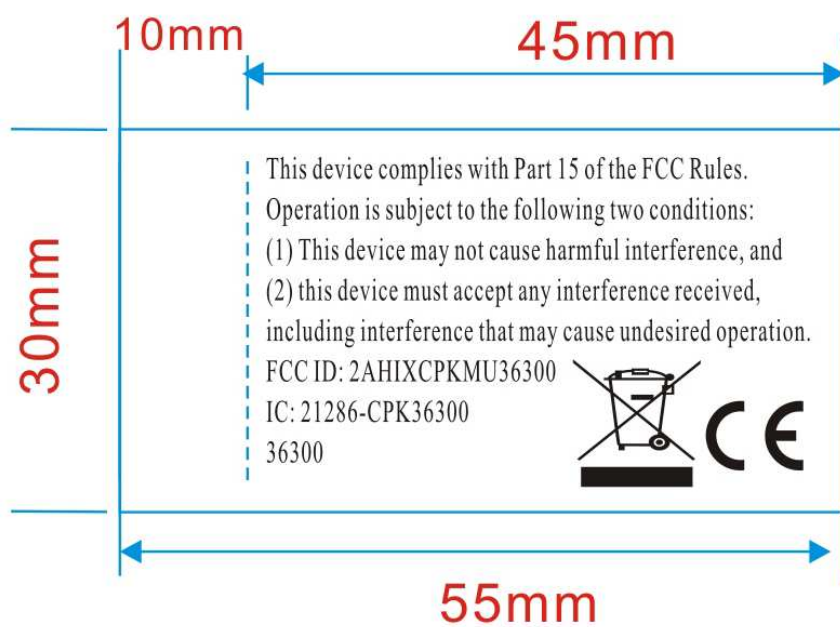 10mm
45mm
30mm
This device complies with Part 15 of the FCC Rules.
Operation is subject to the following two conditions:
(1) This device may not cause harmful interference, and
(2) this device must accept any interference received,
including interference that may cause undesired operation.
FCC ID: 2AHIXCPKMU36300
IC: 21286-CPK36300
36300
CE
55mm